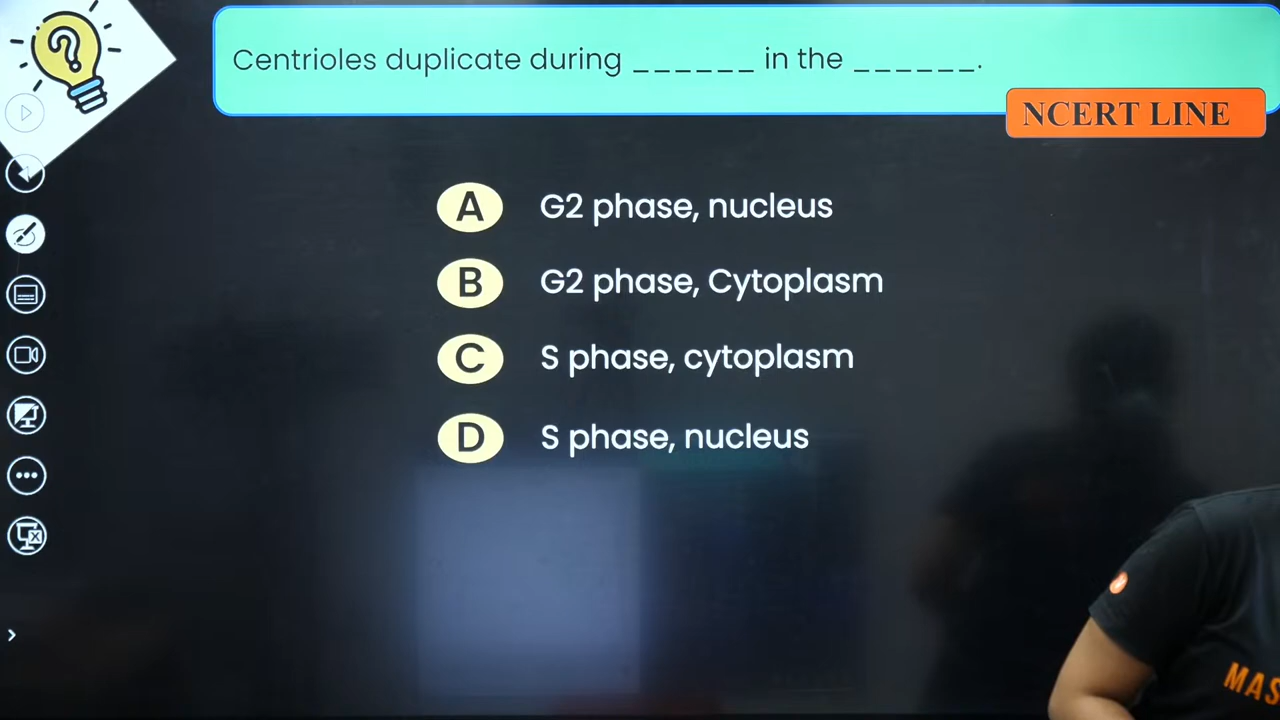 Centrioles duplicate during ______ in the ______.
NCERT LINE
A G2 phase, nucleus
B G2 phase, Cytoplasm
C S phase, cytoplasm
D S phase, nucleus
MAS